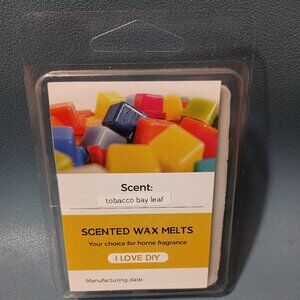 Scent:
tobacco bay leaf
SCENTED WAX MELTS
Your choice for home fragrance
I LOVE DIY
Manufacturing date: